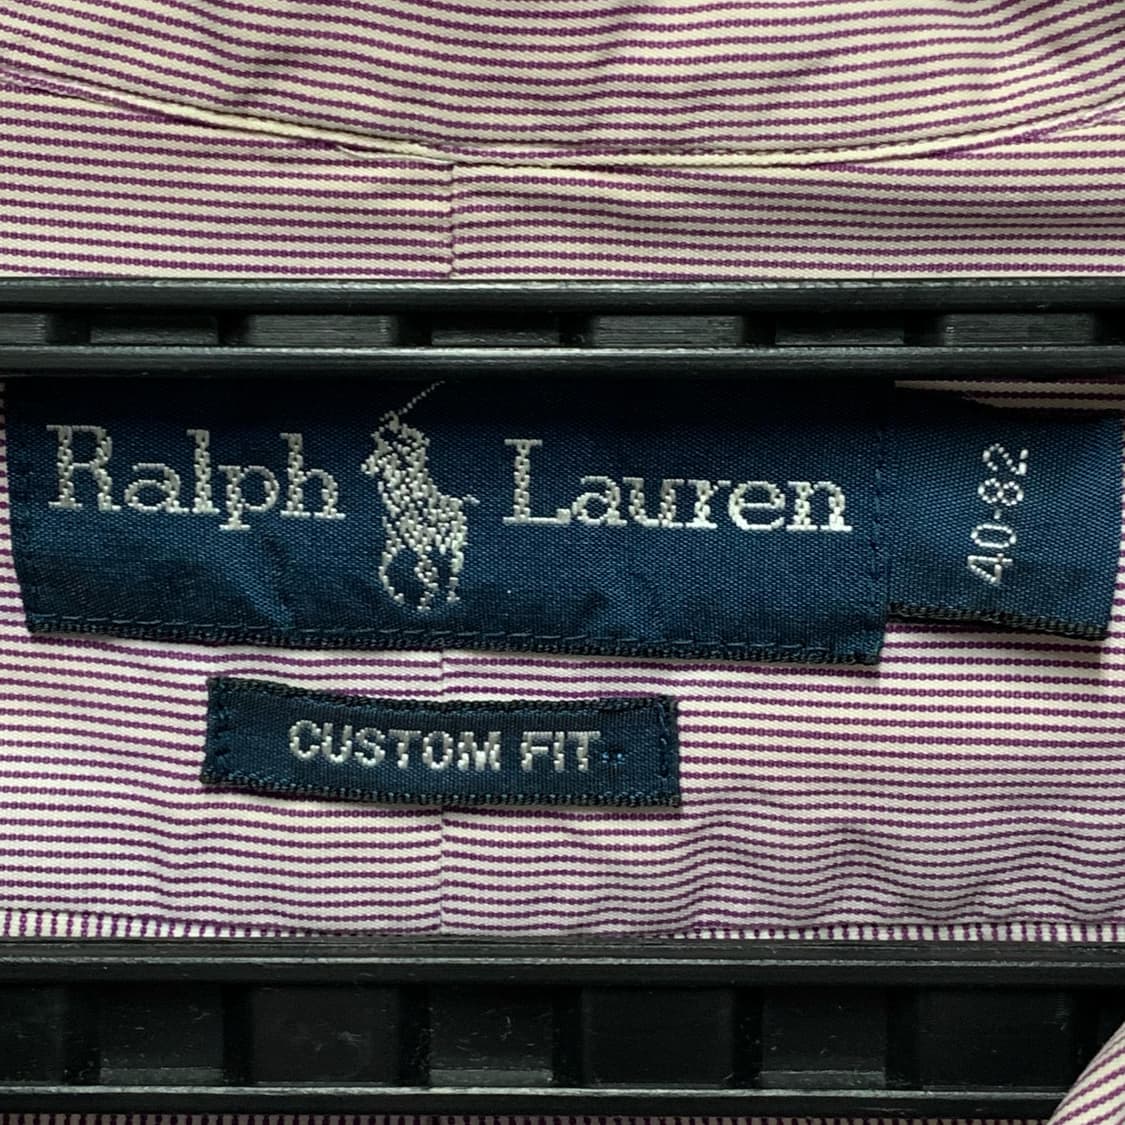 Ralph Lauren
40-82
CUSTOM FIT